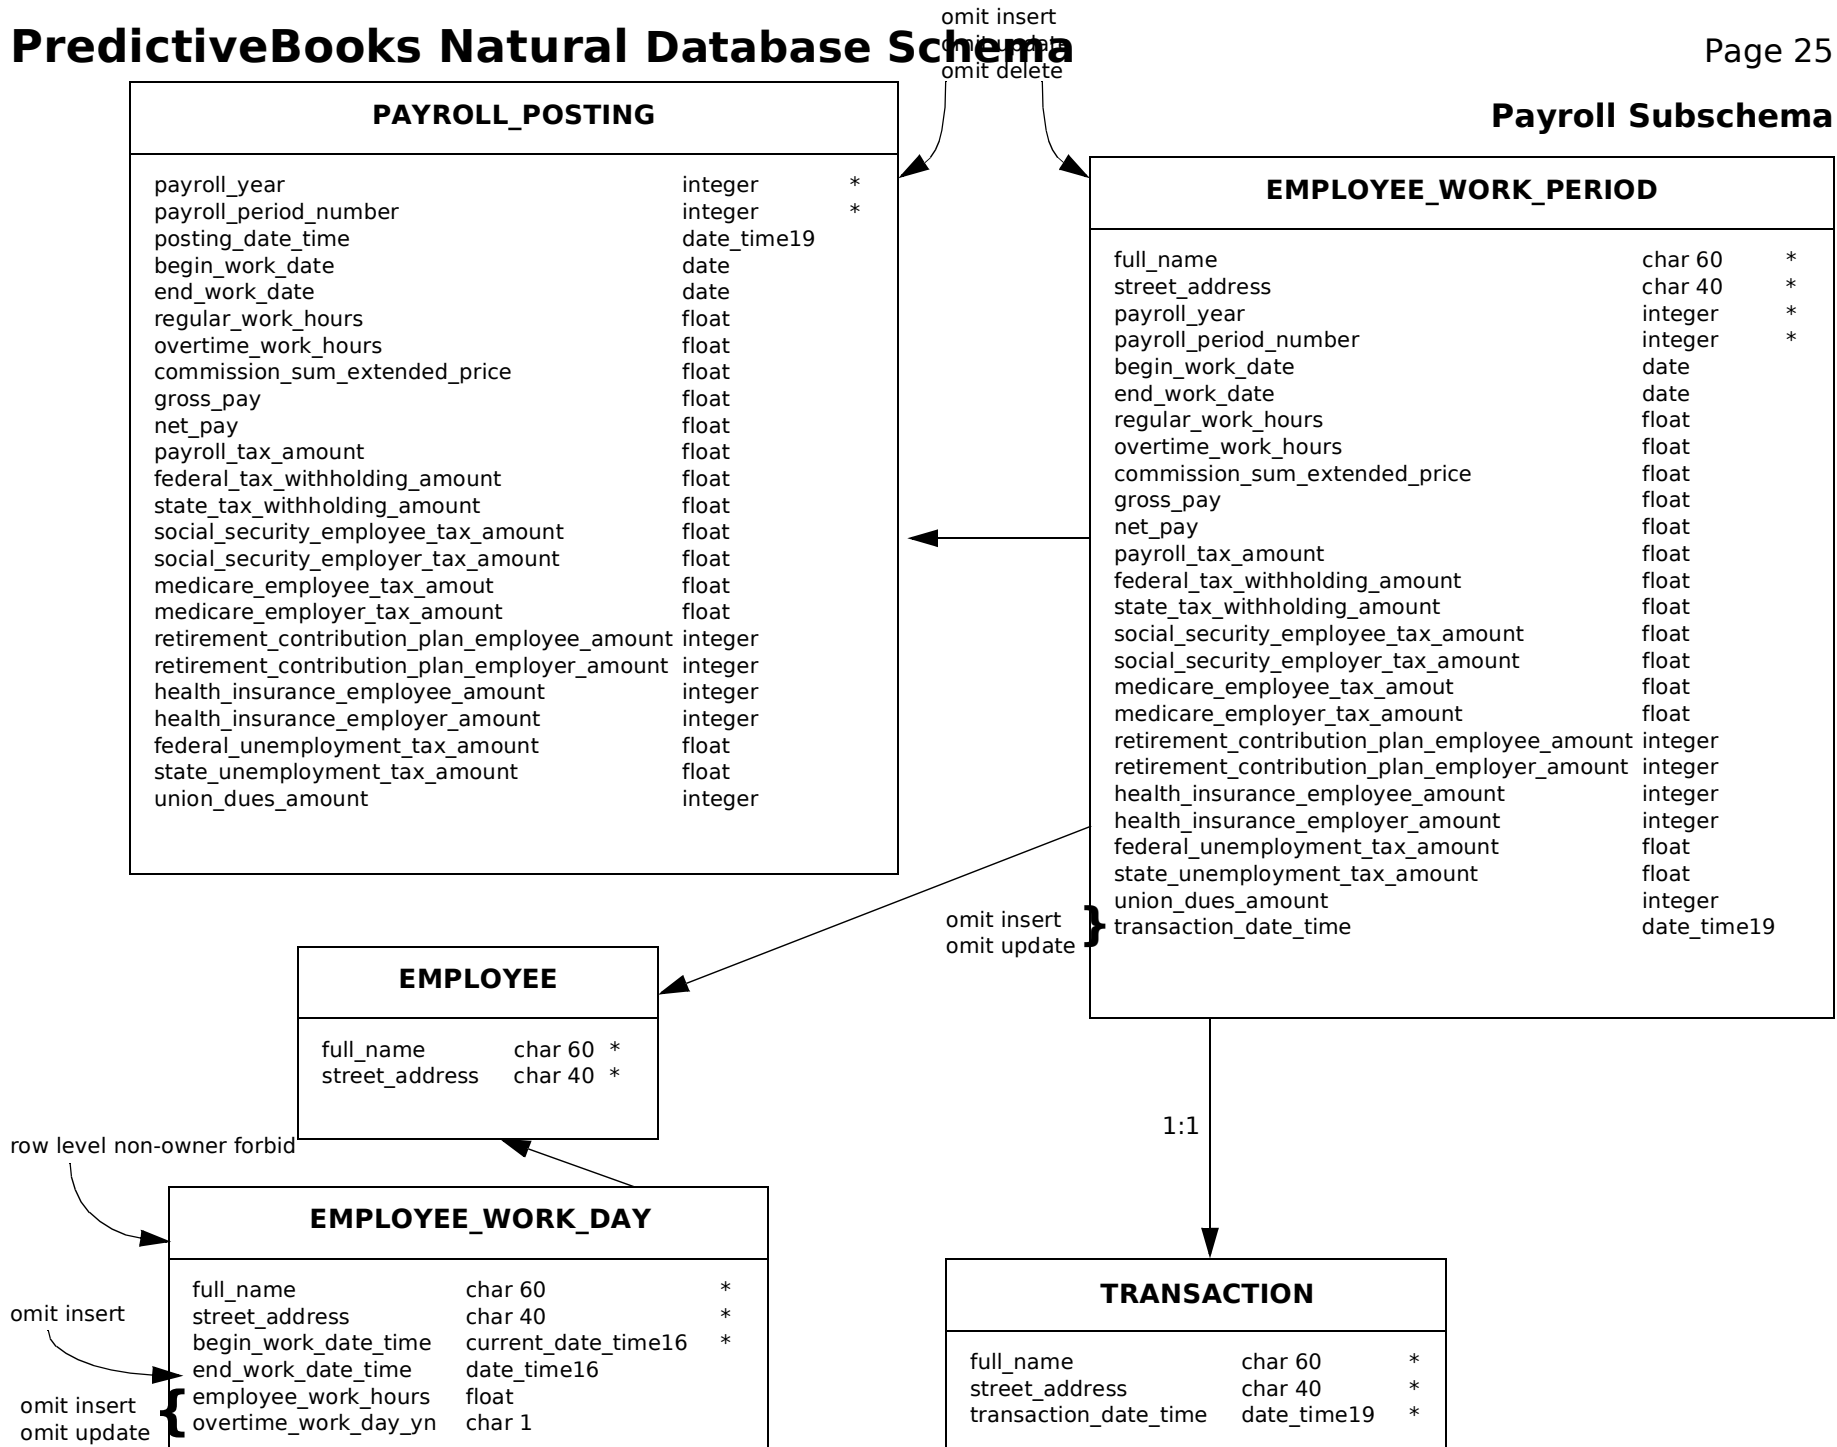 omit insert
omit update
omit delete
PredictiveBooks Natural Database Schema
Page 25
Payroll Subschema
PAYROLL_POSTING
payroll_year integer *
payroll_period_number integer *
posting_date_time date_time19
begin_work_date date
end_work_date date
regular_work_hours float
overtime_work_hours float
commission_sum_extended_price float
gross_pay float
net_pay float
payroll_tax_amount float
federal_tax_withholding_amount float
state_tax_withholding_amount float
social_security_employee_tax_amount float
social_security_employer_tax_amount float
medicare_employee_tax_amout float
medicare_employer_tax_amount float
retirement_contribution_plan_employee_amount integer
retirement_contribution_plan_employer_amount integer
health_insurance_employee_amount integer
health_insurance_employer_amount integer
federal_unemployment_tax_amount float
state_unemployment_tax_amount float
union_dues_amount integer
EMPLOYEE_WORK_PERIOD
full_name char 60 *
street_address char 40 *
payroll_year integer *
payroll_period_number integer *
begin_work_date date
end_work_date date
regular_work_hours float
overtime_work_hours float
commission_sum_extended_price float
gross_pay float
net_pay float
payroll_tax_amount float
federal_tax_withholding_amount float
state_tax_withholding_amount float
social_security_employee_tax_amount float
social_security_employer_tax_amount float
medicare_employee_tax_amout float
medicare_employer_tax_amount float
retirement_contribution_plan_employee_amount integer
retirement_contribution_plan_employer_amount integer
health_insurance_employee_amount integer
health_insurance_employer_amount integer
federal_unemployment_tax_amount float
state_unemployment_tax_amount float
union_dues_amount integer
transaction_date_time date_time19
omit insert
omit update
}
EMPLOYEE
full_name char 60 *
street_address char 40 *
1:1
row level non-owner forbid
EMPLOYEE_WORK_DAY
full_name char 60 *
street_address char 40 *
begin_work_date_time current_date_time16 *
end_work_date_time date_time16
employee_work_hours float
overtime_work_day_yn char 1
omit insert
omit insert
omit update
{
TRANSACTION
full_name char 60 *
street_address char 40 *
transaction_date_time date_time19 *